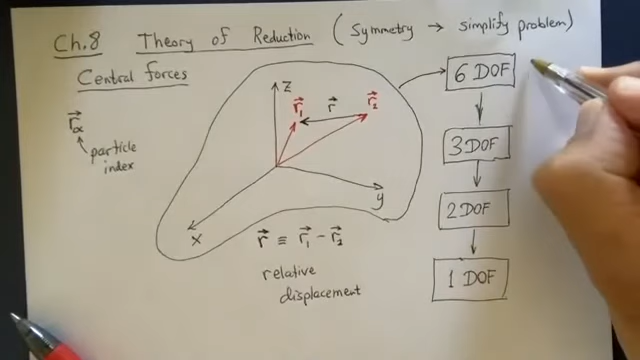 Ch.8 Theory of Reduction (Symmetry → simplify problem)
Central forces
r⃗α
particle
index
z
r⃗₁
r⃗
r⃗₂
x
y
r⃗ ≡ r⃗₁ - r⃗₂
relative
displacement
6 DOF
3 DOF
2 DOF
1 DOF